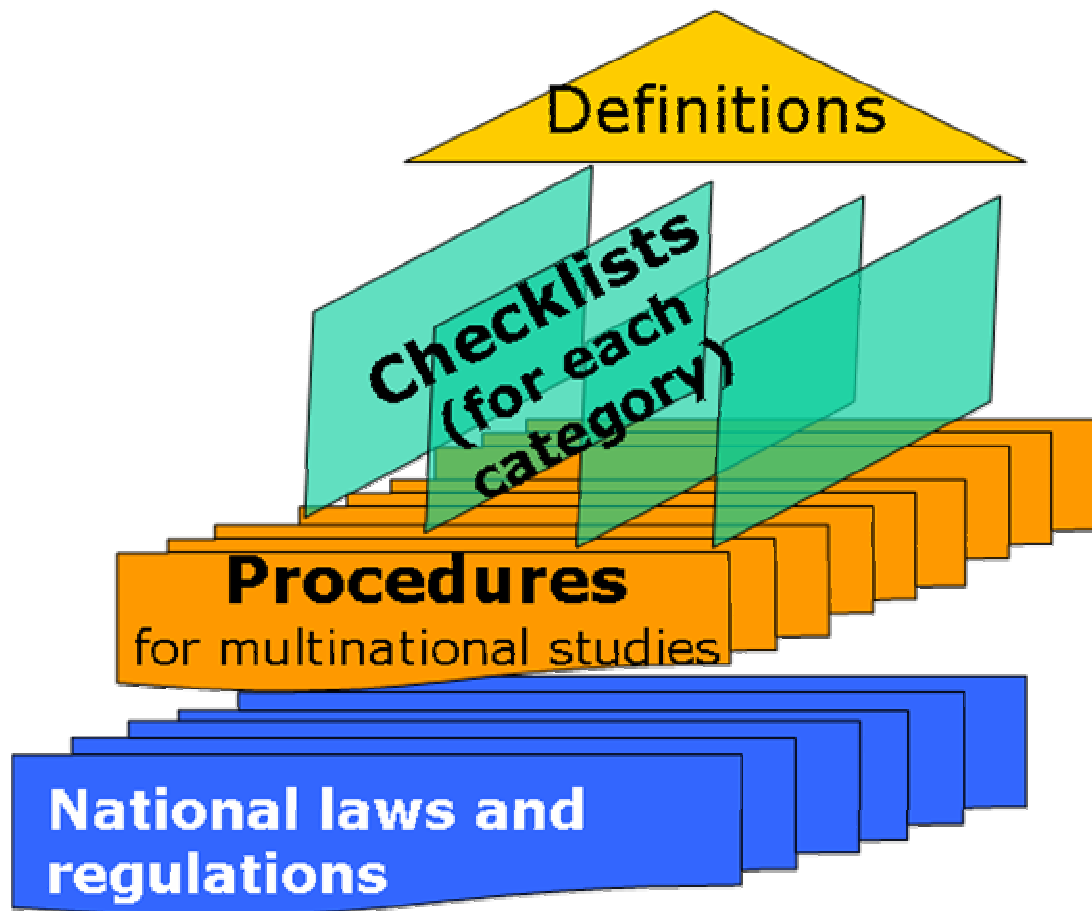 Definitions
Checklists
(for each
category)
Procedures
for multinational studies
National laws and
regulations